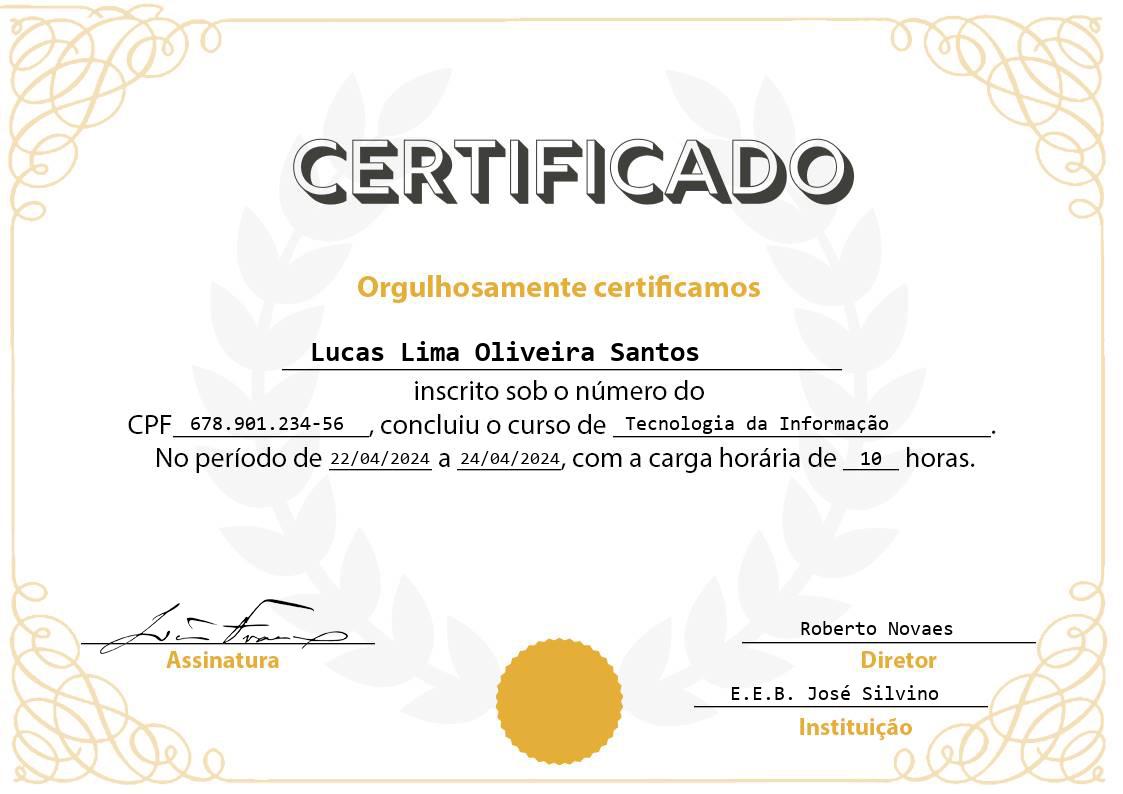 CERTIFICADO
Orgulhosamente certificamos
Lucas Lima Oliveira Santos
inscrito sob o número do
CPF 678.901.234-56, concluiu o curso de Tecnologia da Informação.
No período de 22/04/2024 a 24/04/2024, com a carga horária de 10 horas.
Assinatura
Roberto Novaes
Diretor
E.E.B. José Silvino
Instituição